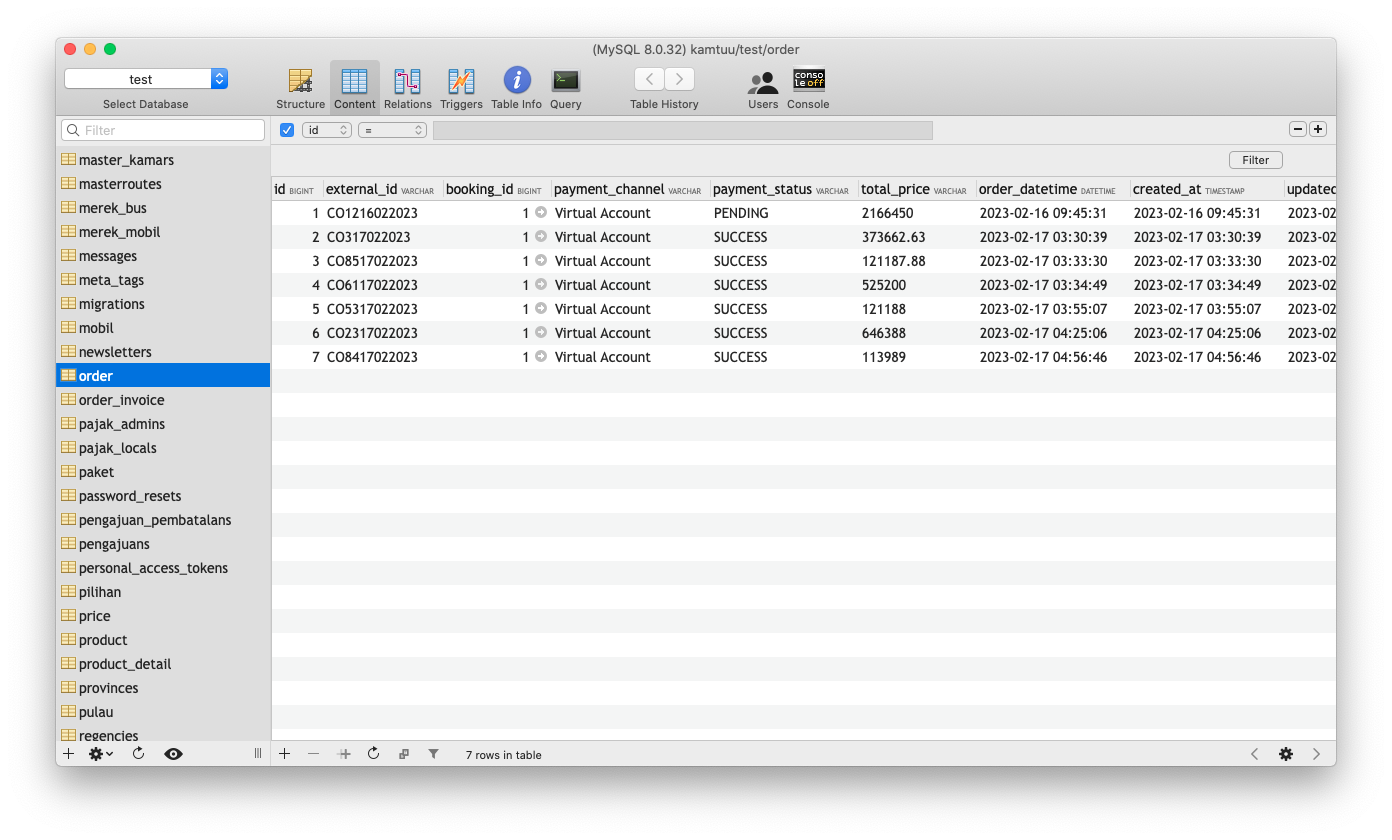 (MySQL 8.0.32) kamtuu/test/order
test
Select Database
Structure Content Relations Triggers Table Info Query Table History Users Console
conso
leoff
Filter
id = 
Filter
master_kamars
masterroutes
merek_bus
merek_mobil
messages
meta_tags
migrations
mobil
newsletters
order
order_invoice
pajak_admins
pajak_locals
paket
password_resets
pengajuan_pembatalans
pengajuans
personal_access_tokens
pilihan
price
product
product_detail
provinces
pulau
regencies
id BIGINT external_id VARCHAR booking_id BIGINT payment_channel VARCHAR payment_status VARCHAR total_price VARCHAR order_datetime DATETIME created_at TIMESTAMP updated
1 CO1216022023 1 Virtual Account PENDING 2166450 2023-02-16 09:45:31 2023-02-16 09:45:31 2023-02
2 CO317022023 1 Virtual Account SUCCESS 373662.63 2023-02-17 03:30:39 2023-02-17 03:30:39 2023-02
3 CO8517022023 1 Virtual Account SUCCESS 121187.88 2023-02-17 03:33:30 2023-02-17 03:33:30 2023-02
4 CO6117022023 1 Virtual Account SUCCESS 525200 2023-02-17 03:34:49 2023-02-17 03:34:49 2023-02
5 CO5317022023 1 Virtual Account SUCCESS 121188 2023-02-17 03:55:07 2023-02-17 03:55:07 2023-02
6 CO2317022023 1 Virtual Account SUCCESS 646388 2023-02-17 04:25:06 2023-02-17 04:25:06 2023-02
7 CO8417022023 1 Virtual Account SUCCESS 113989 2023-02-17 04:56:46 2023-02-17 04:56:46 2023-02
7 rows in table